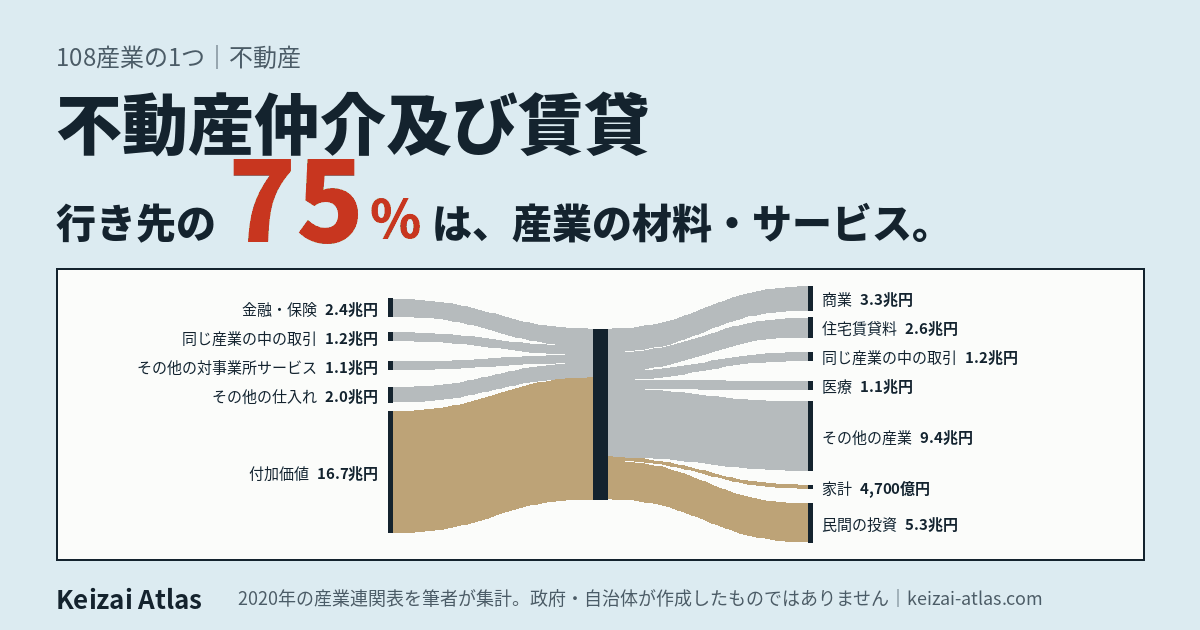 108産業の1つ｜不動産
不動産仲介及び賃貸
行き先の 75%は、産業の材料・サービス。
金融・保険 2.4兆円
同じ産業の中の取引 1.2兆円
その他の対事業所サービス 1.1兆円
その他の仕入れ 2.0兆円
付加価値 16.7兆円
商業 3.3兆円
住宅賃貸料 2.6兆円
同じ産業の中の取引 1.2兆円
医療 1.1兆円
その他の産業 9.4兆円
家計 4,700億円
民間の投資 5.3兆円
Keizai Atlas
2020年の産業連関表を筆者が集計。政府・自治体が作成したものではありません｜keizai-atlas.com